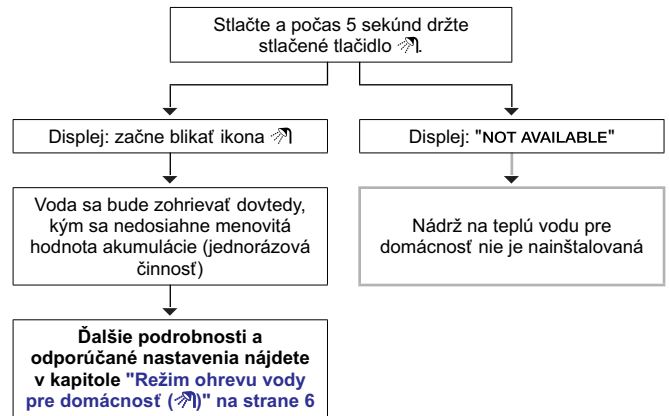 Stlačte a počas 5 sekúnd držte
stlačené tlačidlo .
Displej: začne blikať ikona
Displej: "NOT AVAILABLE"
Voda sa bude zohrievať dovtedy,
kým sa nedosiahne menovitá
hodnota akumulácie (jednorázová
činnosť)
Nádrž na teplú vodu pre
domácnosť nie je nainštalovaná
Ďalšie podrobnosti a
odporúčané nastavenia nájdete
v kapitole "Režim ohrevu vody
pre domácnosť ()" na strane 6